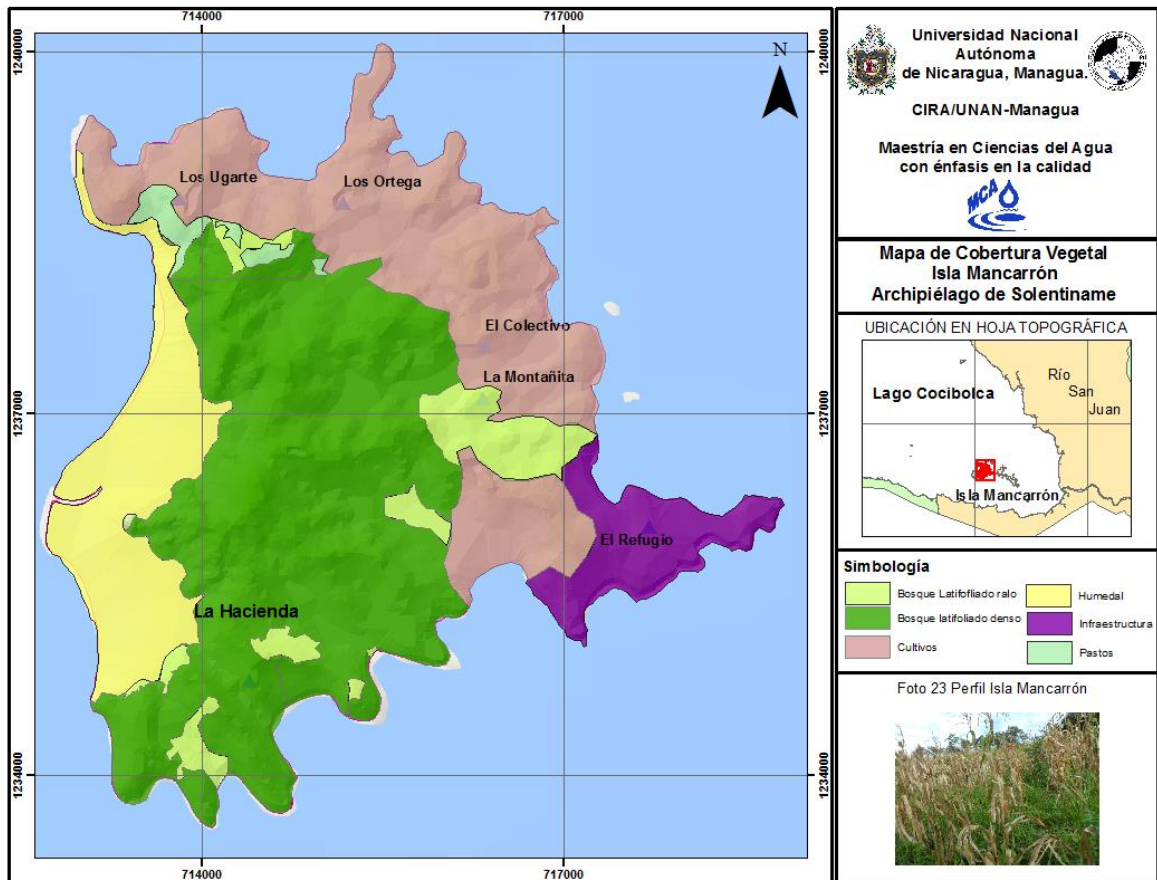 714000
717000
1240000
1240000
N
Los Ugarte
Los Ortega
El Colectivo
La Montañita
1237000
1237000
El Refugio
La Hacienda
1234000
1234000
714000
717000
Universidad Nacional
Autónoma
de Nicaragua, Managua.
CIRA/UNAN-Managua
Maestría en Ciencias del Agua
con énfasis en la calidad
MCA
Mapa de Cobertura Vegetal
Isla Mancarrón
Archipiélago de Solentiname
UBICACIÓN EN HOJA TOPOGRÁFICA
Lago Cocibolca
Río
San
Juan
Isla Mancarrón
Simbología
Bosque Latifofliado ralo
Humedal
Bosque latifoliado denso
Infraestructura
Cultivos
Pastos
Foto 23 Perfil Isla Mancarrón